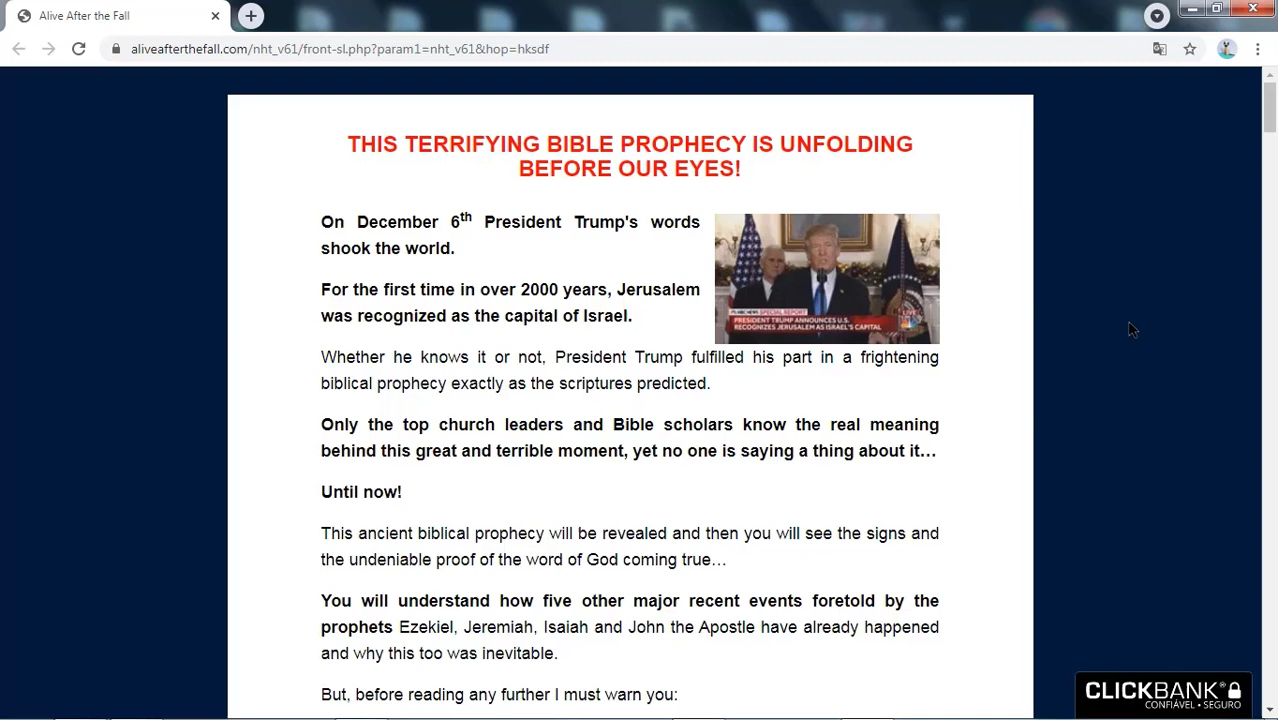 Alive After the Fall
aliveafterthefall.com/nht_v61/front-sl.php?param1=nht_v61&hop=hksdf
THIS TERRIFYING BIBLE PROPHECY IS UNFOLDING
BEFORE OUR EYES!
On December 6th President Trump's words
shook the world.
For the first time in over 2000 years, Jerusalem
was recognized as the capital of Israel.
NEWS SPECIAL REPORT
LIVE
PRESIDENT TRUMP ANNOUNCES U.S.
RECOGNIZES JERUSALEM AS ISRAEL'S CAPITAL
Whether he knows it or not, President Trump fulfilled his part in a frightening
biblical prophecy exactly as the scriptures predicted.
Only the top church leaders and Bible scholars know the real meaning
behind this great and terrible moment, yet no one is saying a thing about it…
Until now!
This ancient biblical prophecy will be revealed and then you will see the signs and
the undeniable proof of the word of God coming true…
You will understand how five other major recent events foretold by the
prophets Ezekiel, Jeremiah, Isaiah and John the Apostle have already happened
and why this too was inevitable.
But, before reading any further I must warn you:
CLICKBANK®
CONFIÁVEL • SEGURO